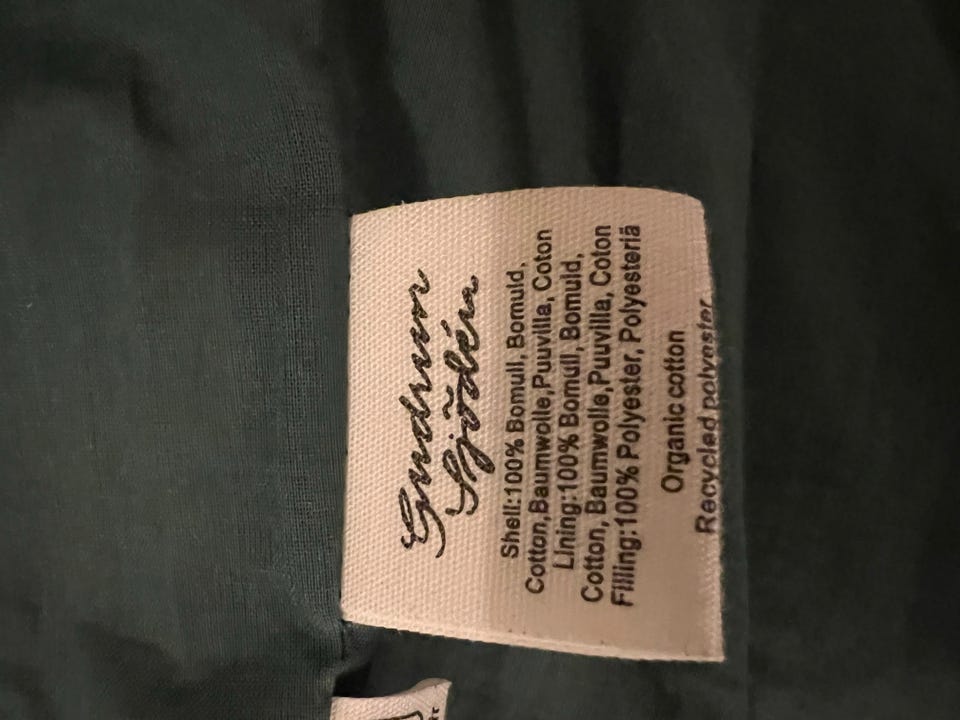 Gudrun
Sjödén
Shell:100% Bomull, Bomuld,
Cotton,Baumwolle,Puuvilla, Coton
Lining:100% Bomull, Bomuld,
Cotton, Baumwolle,Puuvilla, Coton
Filling:100% Polyester, Polyesteriä
Organic cotton
Recycled polyester